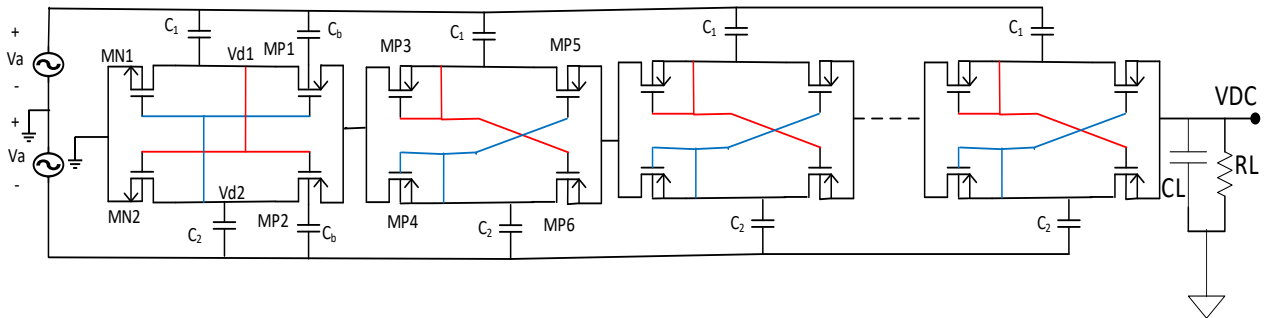 +
Va
-
+
Va
-
C1
Cb
MN1
Vd1
MP1
MP3
C1
MP5
C1
C1
VDC
CL
RL
MN2
Vd2
MP2
C2
Cb
MP4
C2
MP6
C2
C2